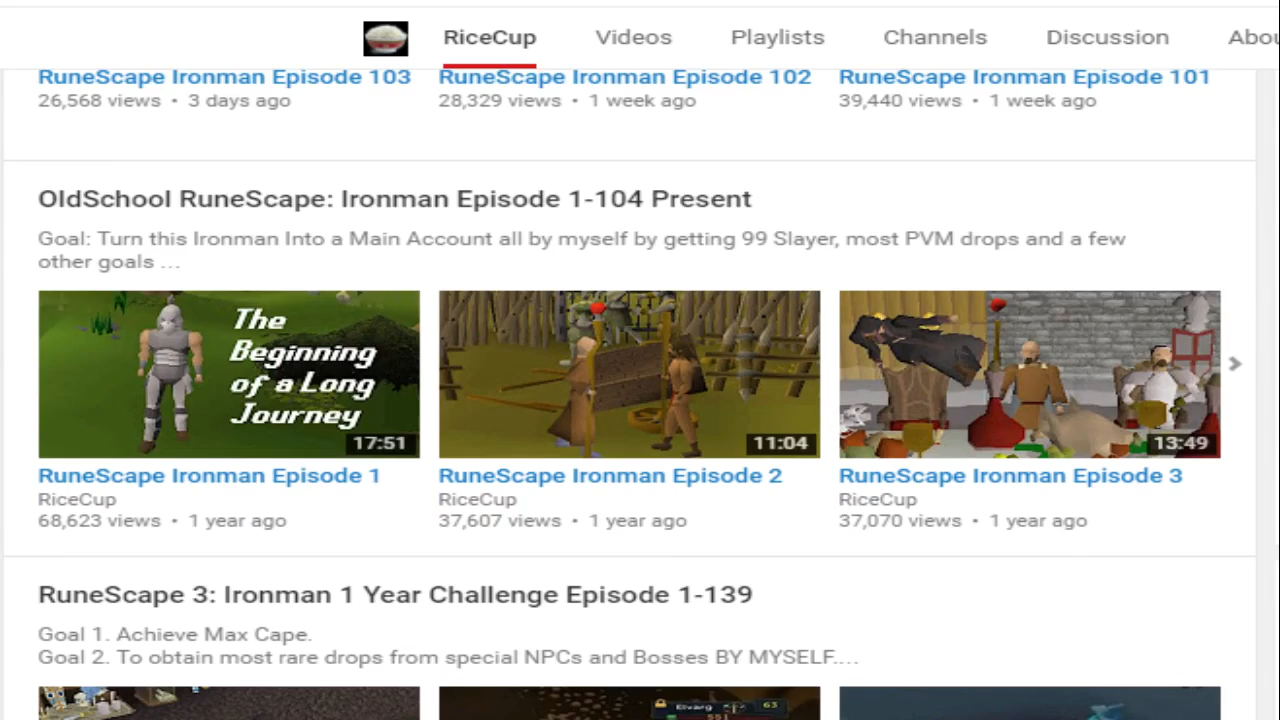 RiceCup Videos Playlists Channels Discussion Abou
RuneScape Ironman Episode 103 RuneScape Ironman Episode 102 RuneScape Ironman Episode 101
26,568 views • 3 days ago 28,329 views • 1 week ago 39,440 views • 1 week ago
OldSchool RuneScape: Ironman Episode 1-104 Present
Goal: Turn this Ironman Into a Main Account all by myself by getting 99 Slayer, most PVM drops and a few
other goals ...
The
Beginning
of a Long
Journey
17:51 11:04 13:49
RuneScape Ironman Episode 1 RuneScape Ironman Episode 2 RuneScape Ironman Episode 3
RiceCup RiceCup RiceCup
68,623 views • 1 year ago 37,607 views • 1 year ago 37,070 views • 1 year ago
RuneScape 3: Ironman 1 Year Challenge Episode 1-139
Goal 1. Achieve Max Cape.
Goal 2. To obtain most rare drops from special NPCs and Bosses BY MYSELF....
Elvarg 63